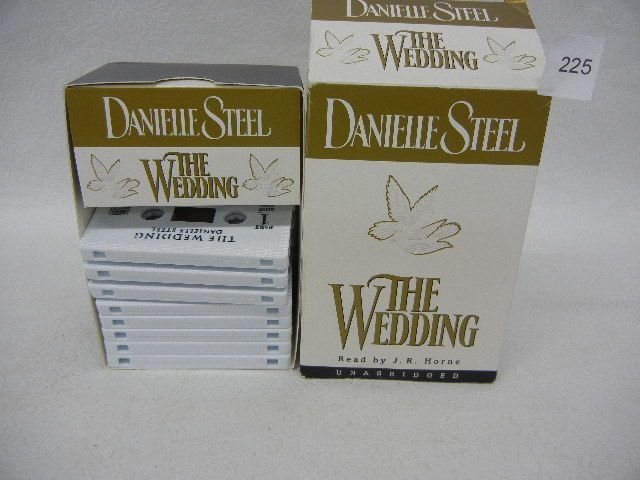 DANIELLE STEEL
THE
WEDDING
225
DANIELLE STEEL
THE
WEDDING
PART
1
THE WEDDING
DANIELLE STEEL
DANIELLE STEEL
THE
WEDDING
Read by J. R. Horne
UNABRIDGED